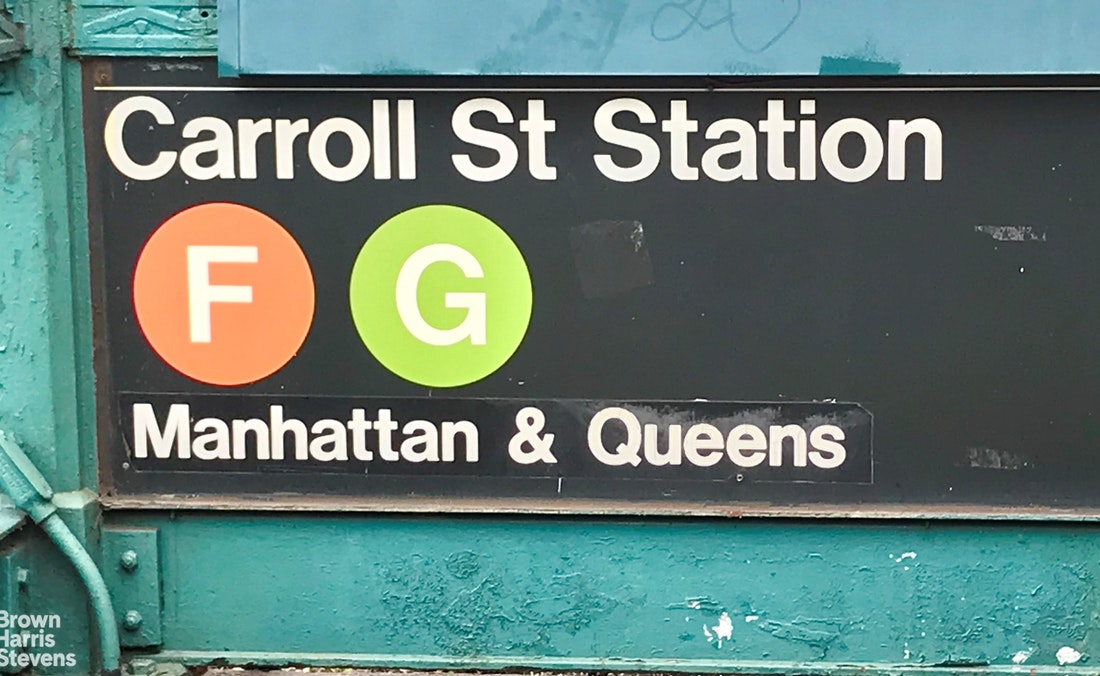 Carroll St Station
F G
Manhattan & Queens
Brown
Harris
Stevens